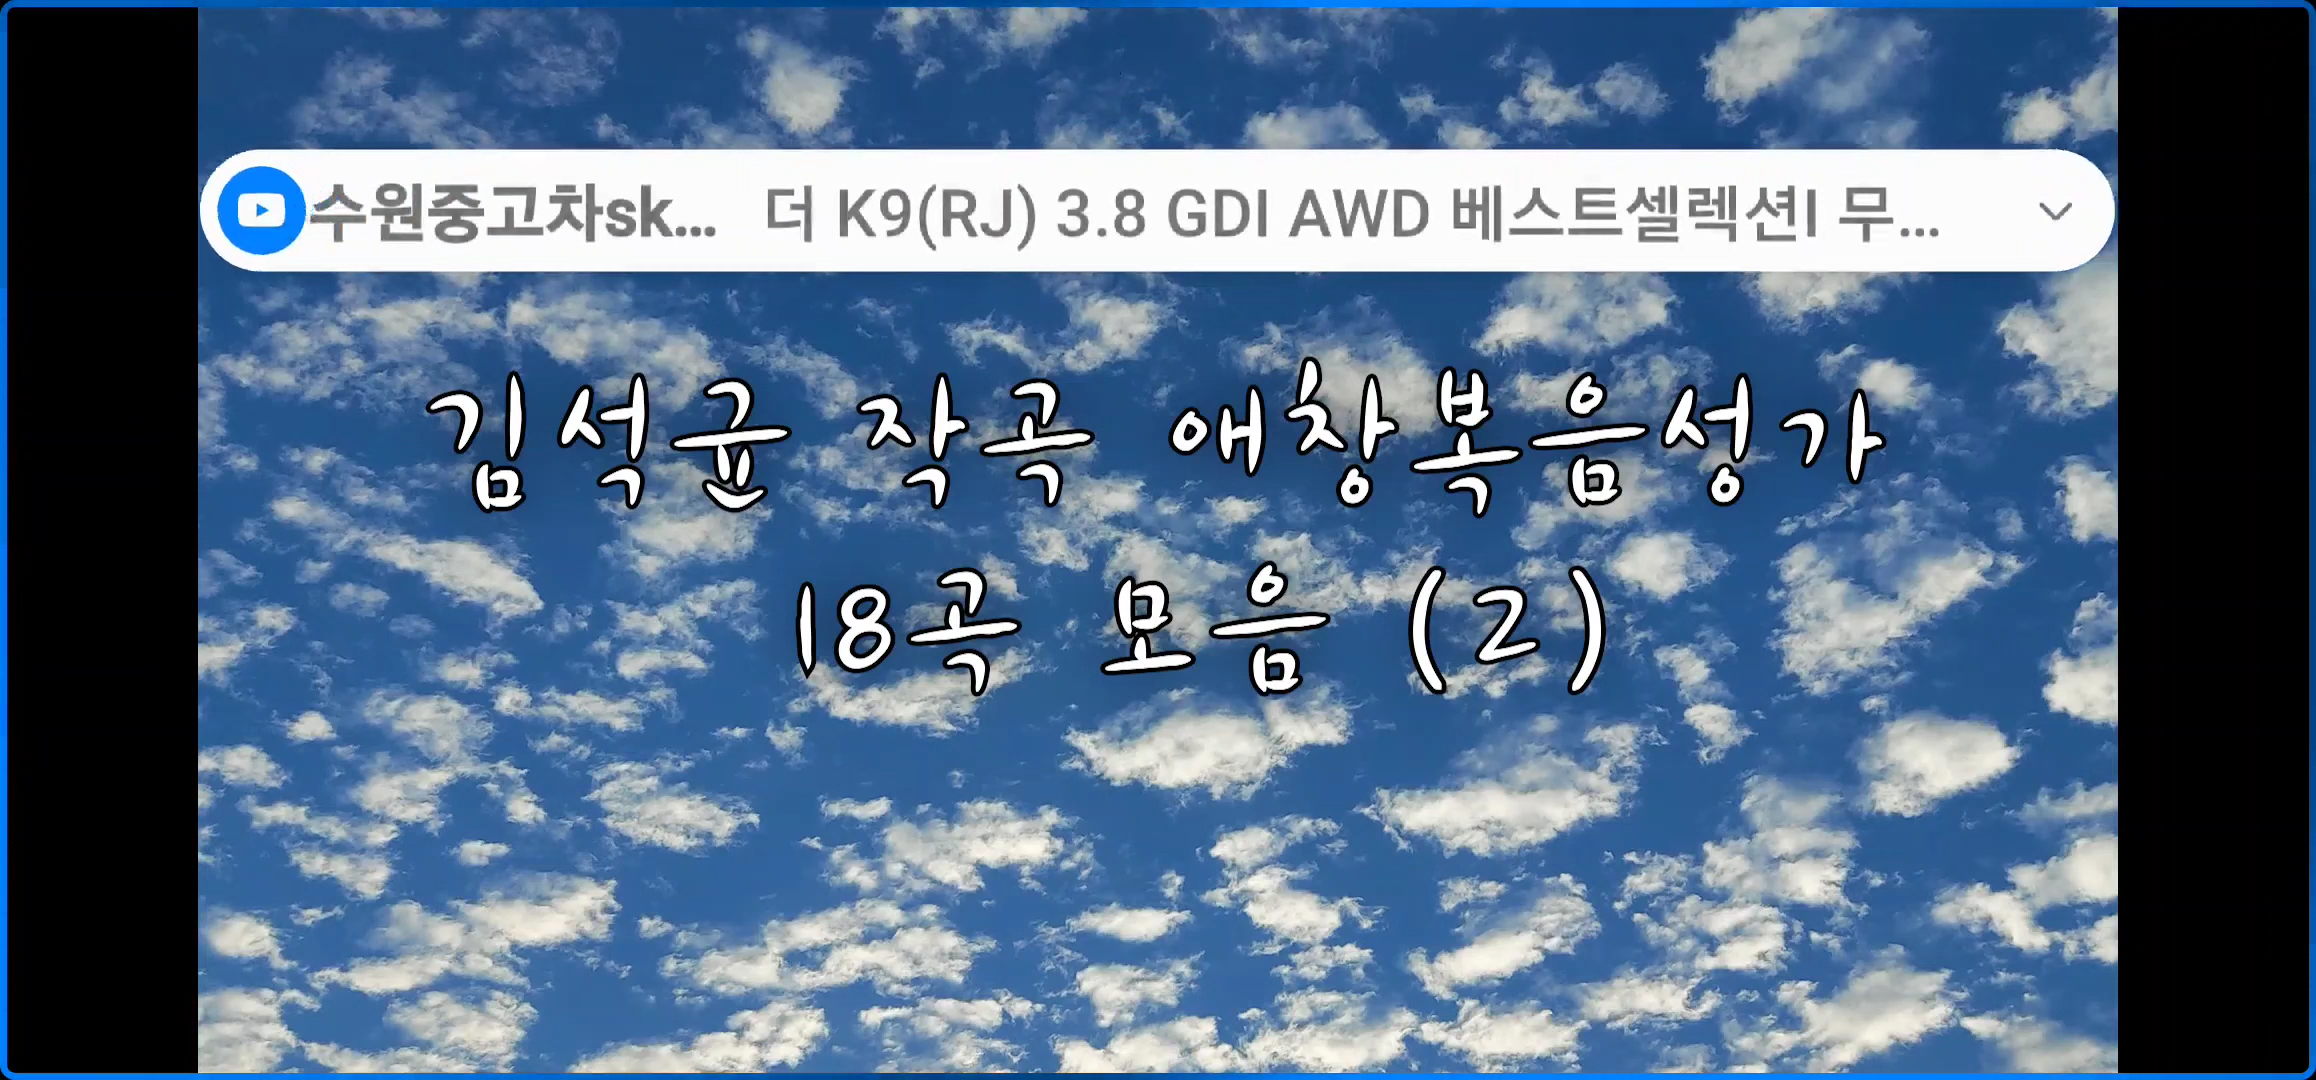 수원중고차sk... 더 K9(RJ) 3.8 GDI AWD 베스트셀렉션I 무...
김석균 작곡 애창복음성가
18곡 모음 (2)